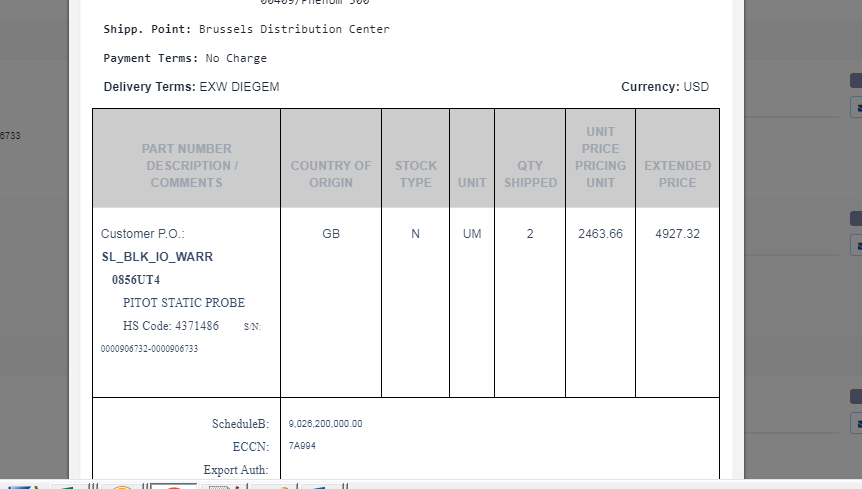 00409/Phenom 300
Shipp. Point: Brussels Distribution Center
Payment Terms: No Charge
Delivery Terms: EXW DIEGEM
Currency: USD
PART NUMBER
DESCRIPTION /
COMMENTS
COUNTRY OF
ORIGIN
STOCK
TYPE
UNIT
QTY
SHIPPED
UNIT
PRICE
PRICING
UNIT
EXTENDED
PRICE
Customer P.O.:
GB
N
UM
2
2463.66
4927.32
SL_BLK_IO_WARR
0856UT4
PITOT STATIC PROBE
HS Code: 4371486 S/N:
0000906732-0000906733
ScheduleB: 9,026,200,000.00
ECCN: 7A994
Export Auth:
6733